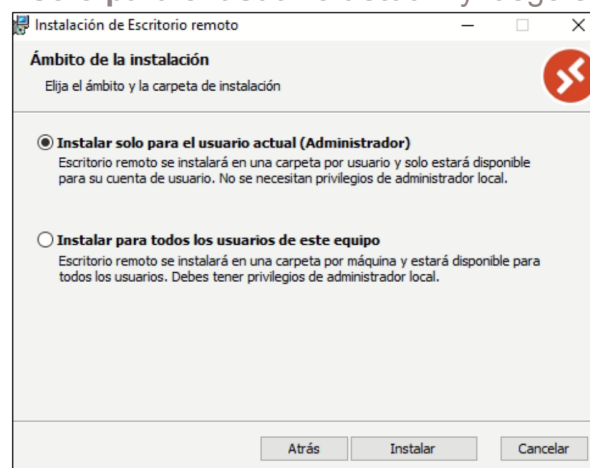 Instalación de Escritorio remoto
Ámbito de la instalación
Elija el ámbito y la carpeta de instalación
Instalar solo para el usuario actual (Administrador)
Escritorio remoto se instalará en una carpeta por usuario y solo estará disponible
para su cuenta de usuario. No se necesitan privilegios de administrador local.
Instalar para todos los usuarios de este equipo
Escritorio remoto se instalará en una carpeta por máquina y estará disponible para
todos los usuarios. Debes tener privilegios de administrador local.
Atrás
Instalar
Cancelar